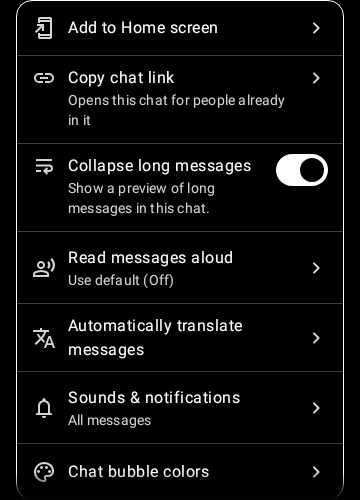 Add to Home screen
Copy chat link
Opens this chat for people already
in it
Collapse long messages
Show a preview of long
messages in this chat.
Read messages aloud
Use default (Off)
Automatically translate
messages
Sounds & notifications
All messages
Chat bubble colors